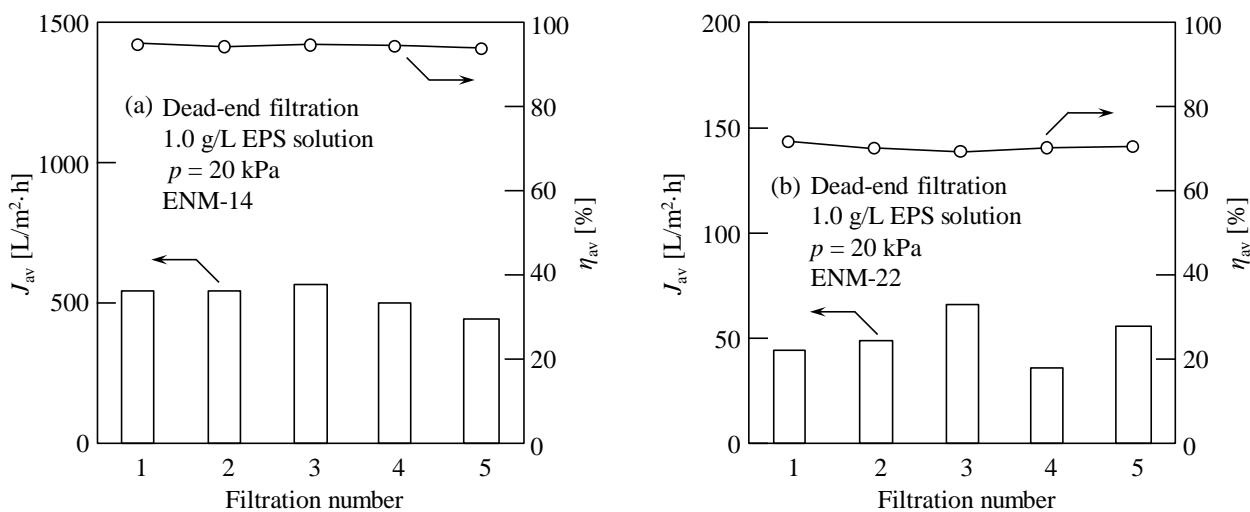 1500
1000
500
0
J_av [L/m²·h]
100
80
60
40
20
0
η_av [%]
(a) Dead-end filtration
1.0 g/L EPS solution
p = 20 kPa
ENM-14
1 2 3 4 5
Filtration number
200
150
100
50
0
J_av [L/m²·h]
100
80
60
40
20
0
η_av [%]
(b) Dead-end filtration
1.0 g/L EPS solution
p = 20 kPa
ENM-22
1 2 3 4 5
Filtration number